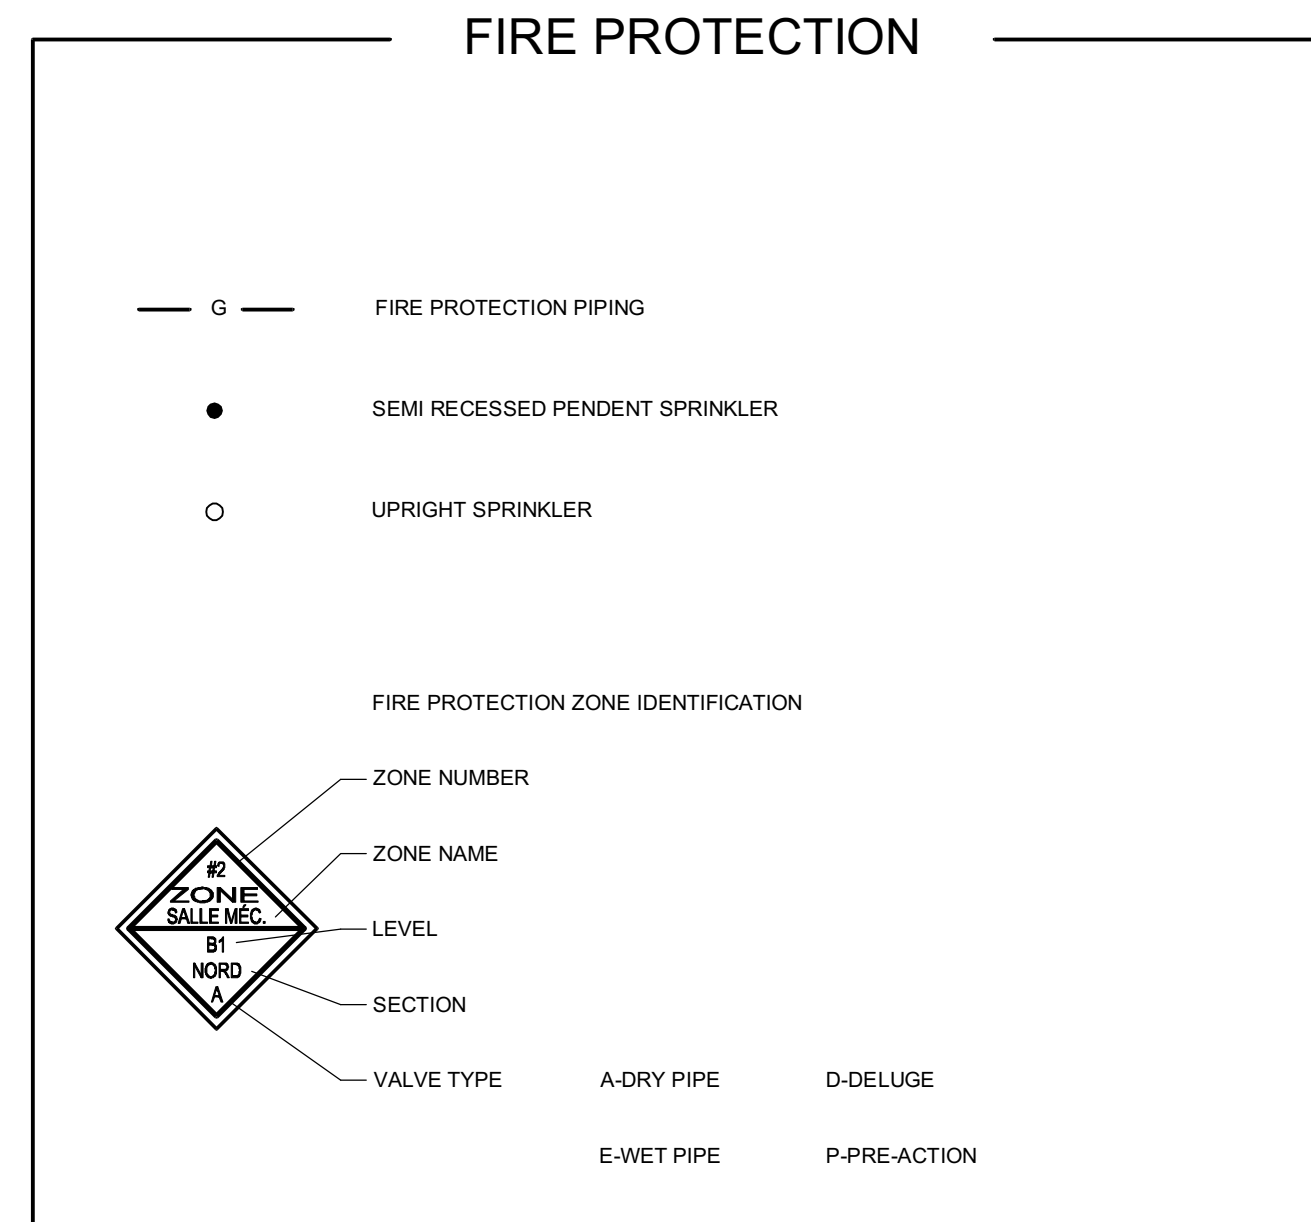 FIRE PROTECTION
G FIRE PROTECTION PIPING
SEMI RECESSED PENDENT SPRINKLER
UPRIGHT SPRINKLER
FIRE PROTECTION ZONE IDENTIFICATION
ZONE NUMBER
ZONE NAME
LEVEL
SECTION
VALVE TYPE A-DRY PIPE D-DELUGE
E-WET PIPE P-PRE-ACTION
#2
ZONE
SALLE MÉC.
B1
NORD
A